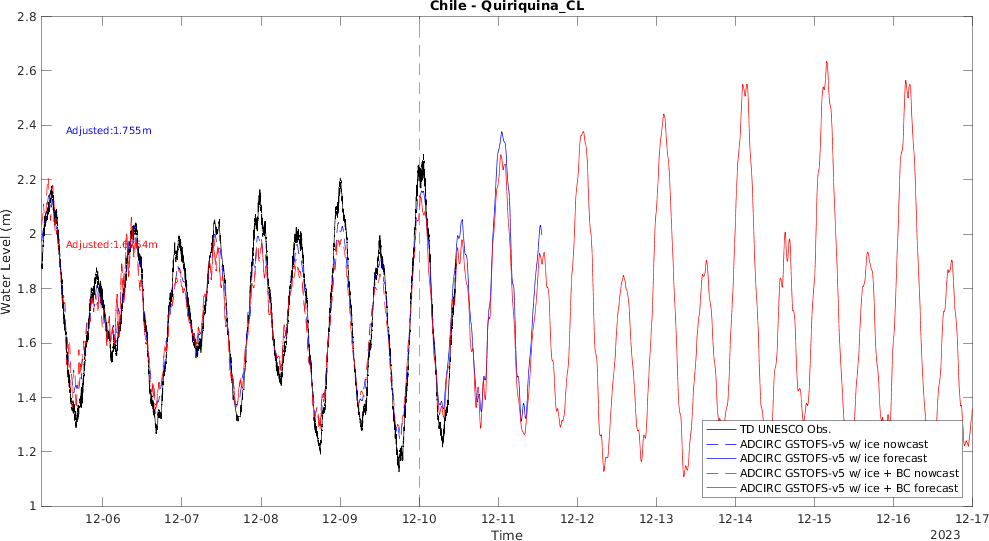 Chile - Quiriquina_CL
2.8
2.6
2.4
2.2
2
1.8
1.6
1.4
1.2
1
Water Level (m)
Adjusted:1.755m
TD UNESCO Obs.
ADCIRC GSTOFS-v5 w/ ice nowcast
ADCIRC GSTOFS-v5 w/ ice forecast
ADCIRC GSTOFS-v5 w/ ice + BC nowcast
ADCIRC GSTOFS-v5 w/ ice + BC forecast
12-06 12-07 12-08 12-09 12-10 12-11 12-12 12-13 12-14 12-15 12-16 12-17
Time
2023